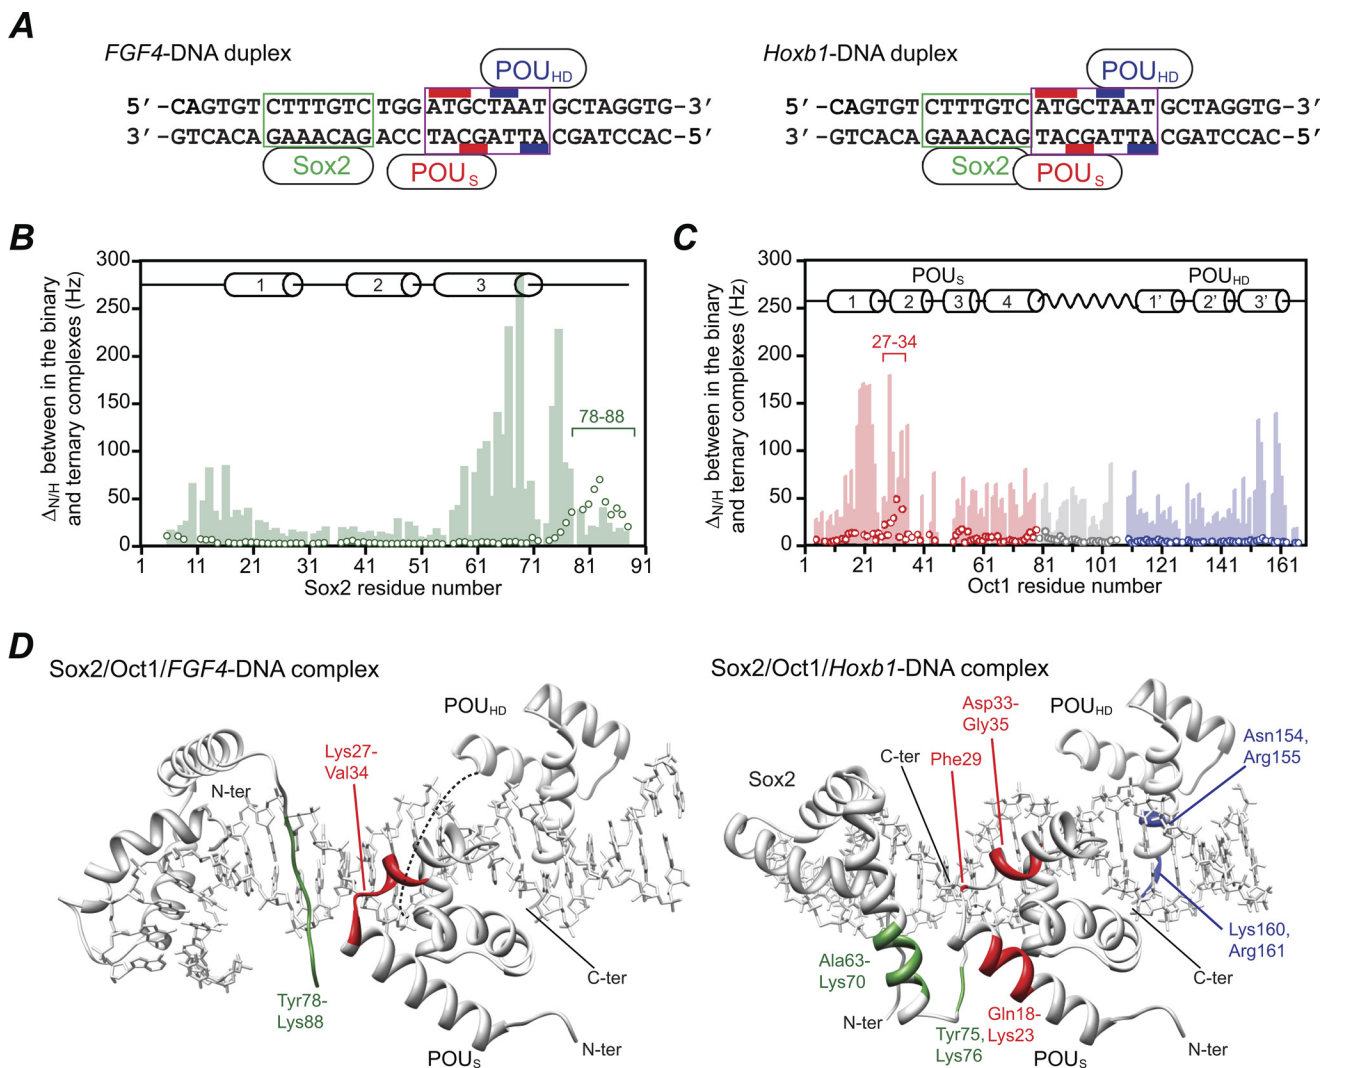 A
FGF4-DNA duplex
POUHD
5′-CAGTGT CTTTGTC TGG ATGCTAAT GCTAGGTG-3′
3′-GTCACA GAAACAG ACC TACGATTA CGATCCAC-5′
Sox2
POUS
Hoxb1-DNA duplex
POUHD
5′-CAGTGT CTTTGTC ATGCTAAT GCTAGGTG-3′
3′-GTCACA GAAACAG TACGATTA CGATCCAC-5′
Sox2
POUS
B
ΔN/H between in the binary
and ternary complexes (Hz)
300
250
200
150
100
50
0
1 2 3
78-88
1 11 21 31 41 51 61 71 81 91
Sox2 residue number
C
ΔN/H between in the binary
and ternary complexes (Hz)
300
250
200
150
100
50
0
POUS POUHD
1 2 3 4 1′ 2′ 3′
27-34
1 21 41 61 81 101 121 141 161
Oct1 residue number
D
Sox2/Oct1/FGF4-DNA complex
POUHD
Lys27-
Val34
N-ter
C-ter
Tyr78-
Lys88
N-ter
POUS
Sox2/Oct1/Hoxb1-DNA complex
Asp33-
Gly35
POUHD
C-ter
Phe29
Asn154,
Arg155
Sox2
Lys160,
Arg161
Ala63-
Lys70
C-ter
N-ter
Gln18-
Lys23
Tyr75,
Lys76
POUS
N-ter